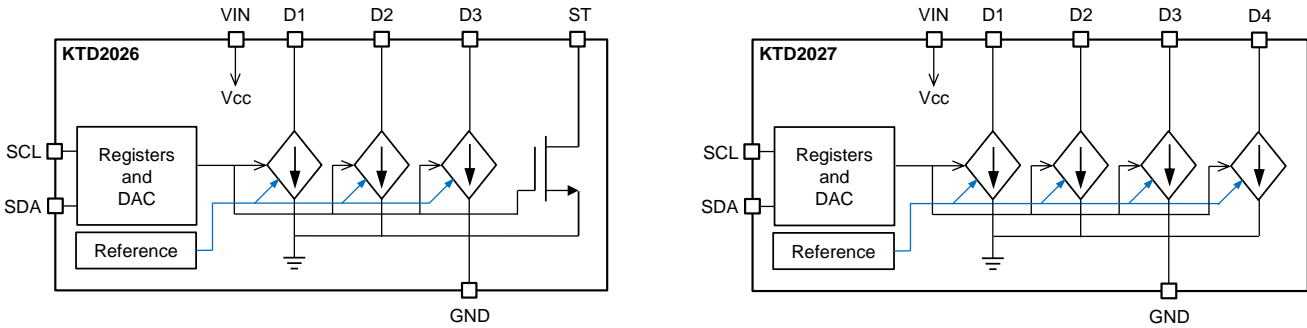 VIN D1 D2 D3 ST
KTD2026
Vcc
SCL
Registers
and
DAC
SDA
Reference
GND
VIN D1 D2 D3 D4
KTD2027
Vcc
SCL
Registers
and
DAC
SDA
Reference
GND